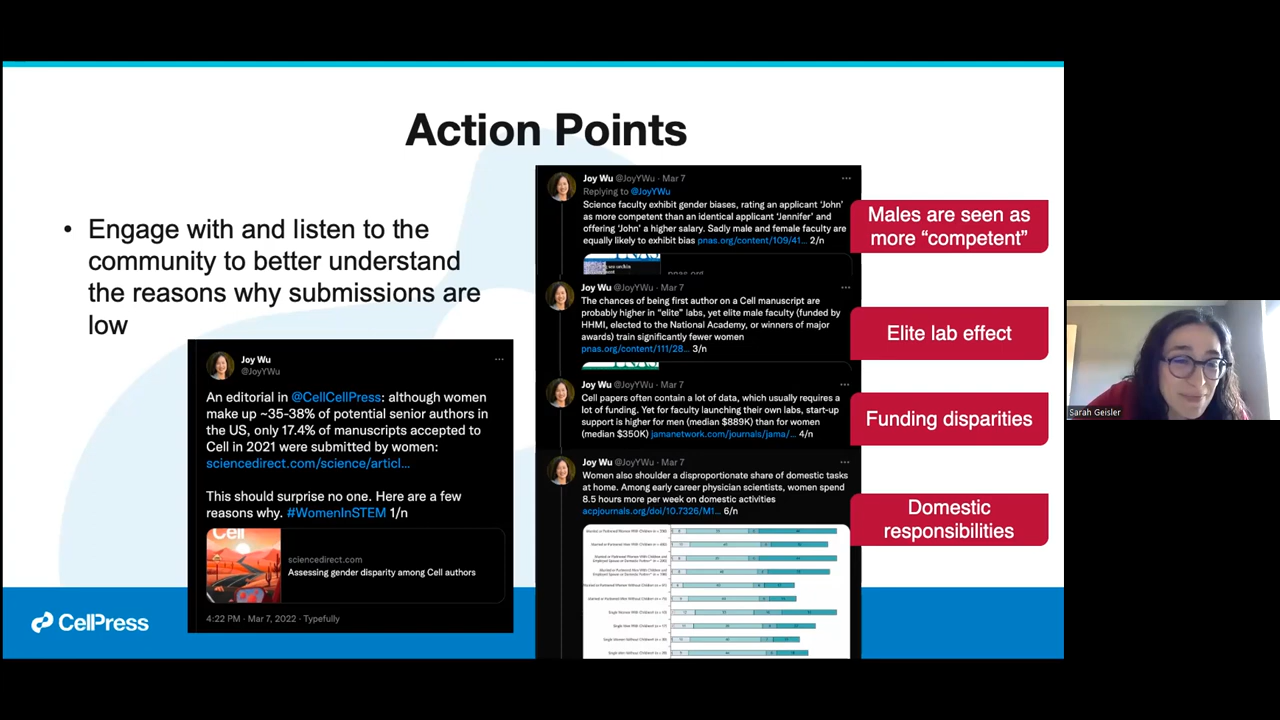 Action Points
• Engage with and listen to the
community to better understand
the reasons why submissions are
low
Joy Wu
@JoyYWu
An editorial in @CellCellPress: although women
make up ~35-38% of potential senior authors in
the US, only 17.4% of manuscripts accepted to
Cell in 2021 were submitted by women:
sciencedirect.com/science/articl...
This should surprise no one. Here are a few
reasons why. #WomenInSTEM 1/n
Cell
sciencedirect.com
Assessing gender disparity among Cell authors
4:22 PM · Mar 7, 2022 · Typefully
Joy Wu @JoyYWu · Mar 7
Replying to @JoyYWu
Science faculty exhibit gender biases, rating an applicant 'John'
as more competent than an identical applicant 'Jennifer' and
offering 'John' a higher salary. Sadly male and female faculty are
equally likely to exhibit bias pnas.org/content/109/41... 2/n
pnas.org
Males are seen as
more “competent”
Joy Wu @JoyYWu · Mar 7
The chances of being first author on a Cell manuscript are
probably higher in “elite” labs, yet elite male faculty (funded by
HHMI, elected to the National Academy, or winners of major
awards) train significantly fewer women
pnas.org/content/111/28... 3/n
Elite lab effect
Joy Wu @JoyYWu · Mar 7
Cell papers often contain a lot of data, which usually requires a
lot of funding. Yet for faculty launching their own labs, start-up
support is higher for men (median $889K) than for women
(median $350K) jamanetwork.com/journals/jama/... 4/n
Funding disparities
Joy Wu @JoyYWu · Mar 7
Women also shoulder a disproportionate share of domestic tasks
at home. Among early career physician scientists, women spend
8.5 hours more per week on domestic activities
acpjournals.org/doi/10.7326/M1... 6/n
Domestic
responsibilities
CellPress
Sarah Geisler